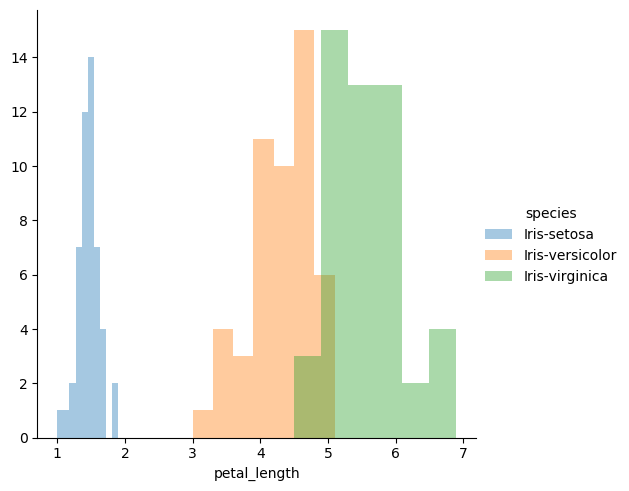 14
12
10
8
6
4
2
0
1 2 3 4 5 6 7
petal_length
species
Iris-setosa
Iris-versicolor
Iris-virginica